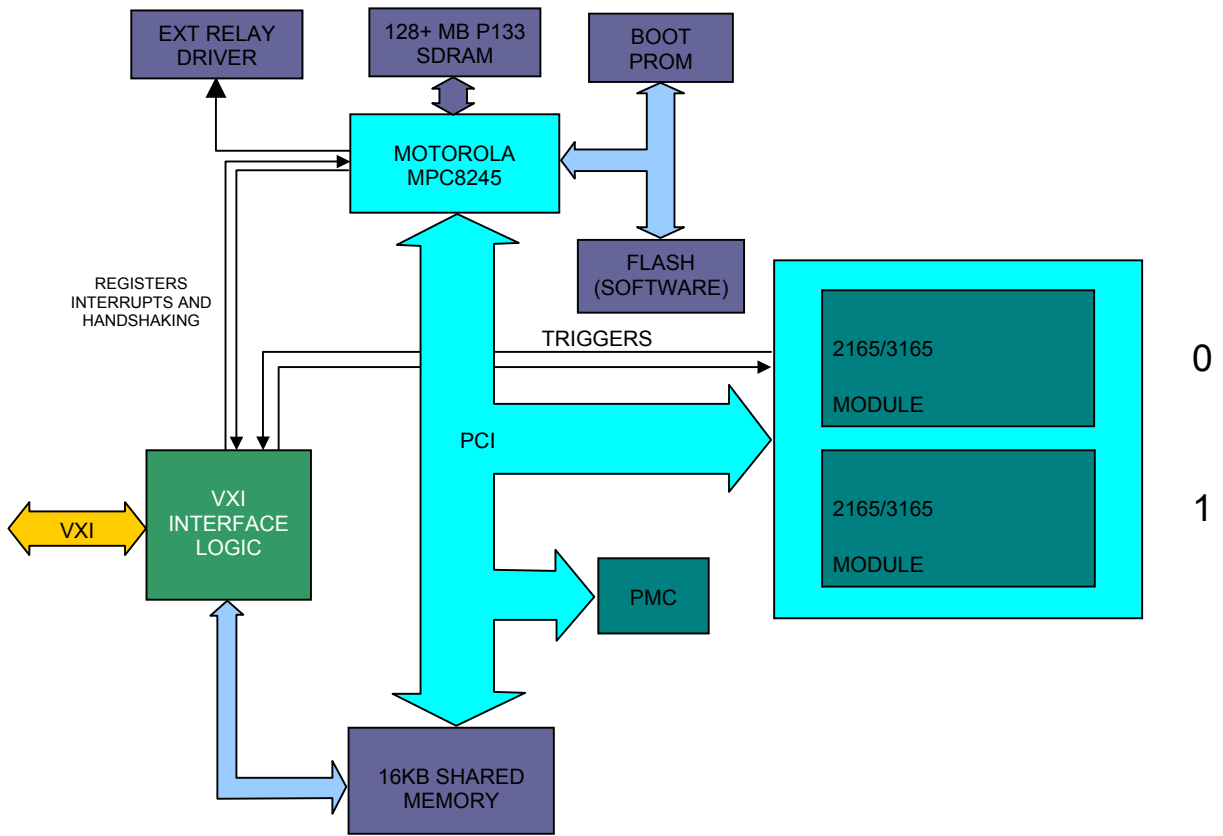 EXT RELAY
DRIVER
128+ MB P133
SDRAM
BOOT
PROM
MOTOROLA
MPC8245
FLASH
(SOFTWARE)
REGISTERS
INTERRUPTS AND
HANDSHAKING
TRIGGERS
2165/3165
MODULE
0
PCI
2165/3165
MODULE
1
VXI
VXI
INTERFACE
LOGIC
PMC
16KB SHARED
MEMORY